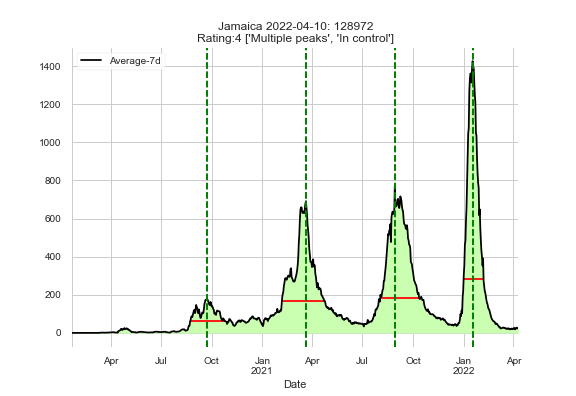 Jamaica 2022-04-10: 128972
Rating:4 ['Multiple peaks', 'In control']
Average-7d
1400
1200
1000
800
600
400
200
0
Apr Jul Oct Jan Apr Jul Oct Jan Apr
2021 2022
Date